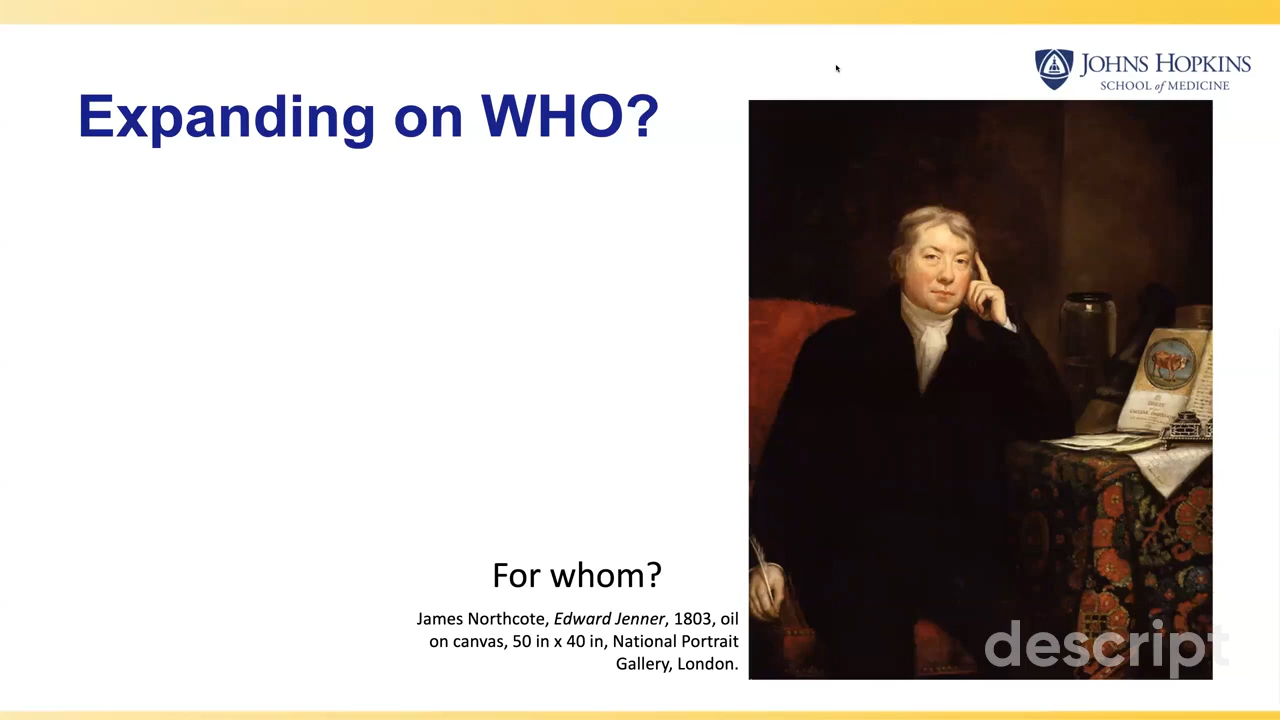 JOHNS HOPKINS
SCHOOL of MEDICINE
Expanding on WHO?
For whom?
James Northcote, Edward Jenner, 1803, oil
on canvas, 50 in x 40 in, National Portrait
Gallery, London.
descript